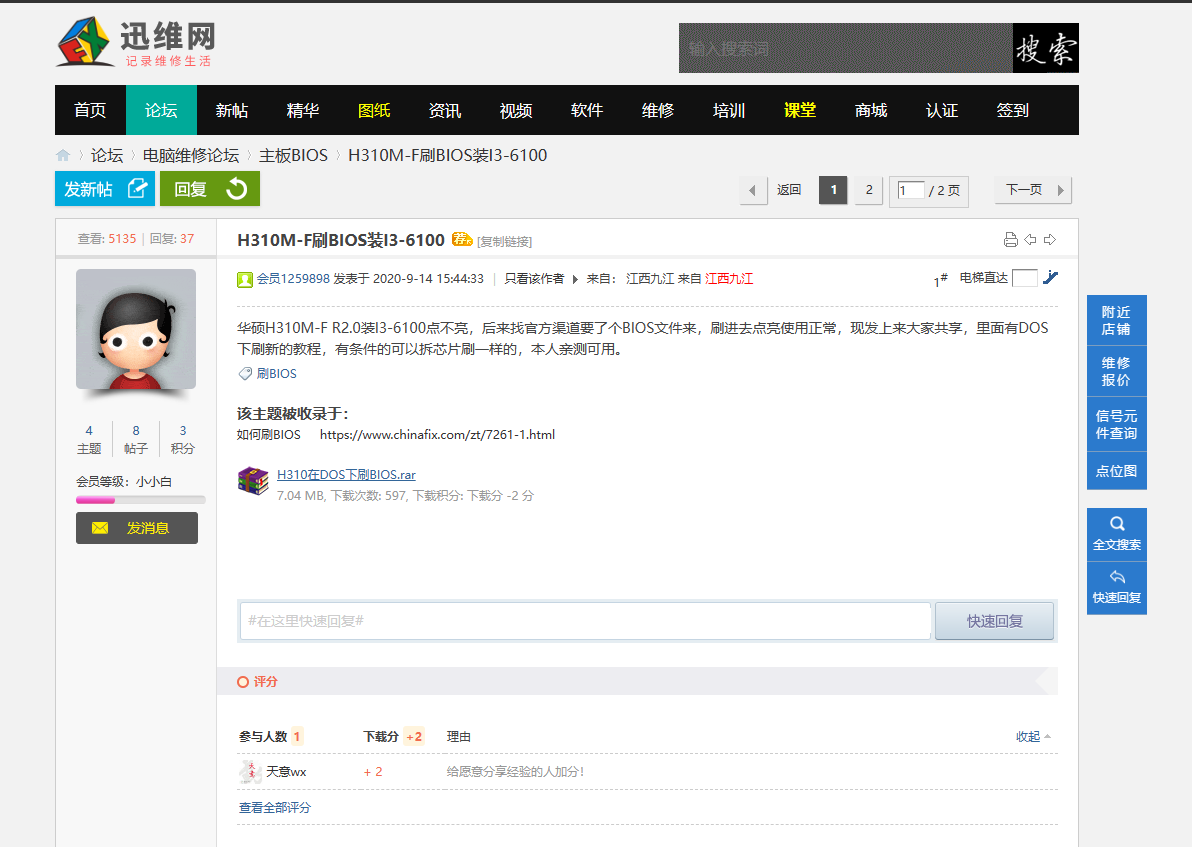 迅维网
记录维修生活
输入搜索词
搜索
首页 论坛 新帖 精华 图纸 资讯 视频 软件 维修 培训 课堂 商城 认证 签到
论坛 电脑维修论坛 主板BIOS H310M-F刷BIOS装I3-6100
发新帖 回复 返回 1 2 1 / 2 页 下一页
查看: 5135 | 回复: 37
H310M-F刷BIOS装I3-6100 荐 [复制链接]
会员1259898 发表于 2020-9-14 15:44:33 | 只看该作者 来自： 江西九江 来自 江西九江 1# 电梯直达
华硕H310M-F R2.0装I3-6100点不亮，后来找官方渠道要了个BIOS文件来，刷进去点亮使用正常，现发上来大家共享，里面有DOS
下刷新的教程，有条件的可以拆芯片刷一样的，本人亲测可用。
刷BIOS
4 8 3
主题 帖子 积分
会员等级：小小白
发消息
该主题被收录于：
如何刷BIOS https://www.chinafix.com/zt/7261-1.html
H310在DOS下刷BIOS.rar
7.04 MB, 下载次数: 597, 下载积分: 下载分 -2 分
#在这里快速回复# 快速回复
评分
参与人数 1 下载分 +2 理由 收起
天意wx + 2 给愿意分享经验的人加分！
查看全部评分
附近
店铺
维修
报价
信号元
件查询
点位图
全文搜索
快速回复